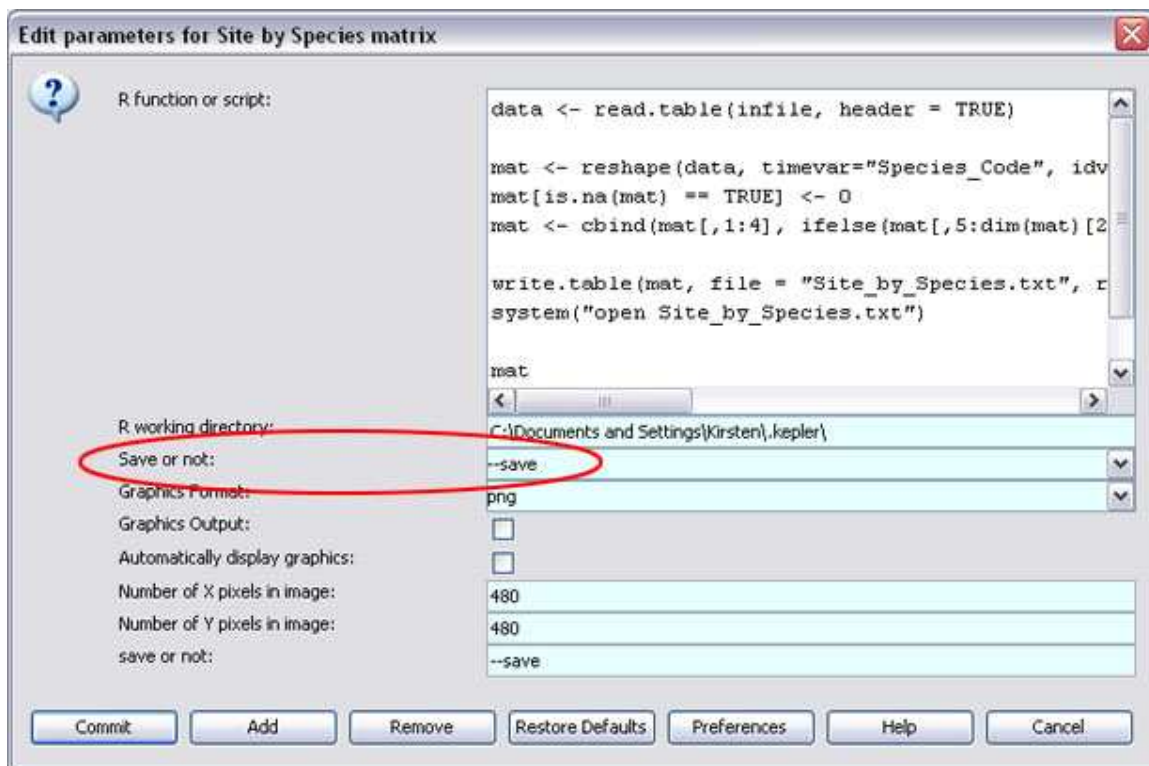 Edit parameters for Site by Species matrix
R function or script:
data <- read.table(infile, header = TRUE)
mat <- reshape(data, timevar="Species_Code", idv
mat[is.na(mat) == TRUE] <- 0
mat <- cbind(mat[,1:4], ifelse(mat[,5:dim(mat)[2
write.table(mat, file = "Site_by_Species.txt", r
system("open Site_by_Species.txt")
mat
R working directory: C:\Documents and Settings\Kirsten\.kepler\
Save or not: --save
Graphics Format: png
Graphics Output:
Automatically display graphics:
Number of X pixels in image: 480
Number of Y pixels in image: 480
save or not: --save
Commit Add Remove Restore Defaults Preferences Help Cancel